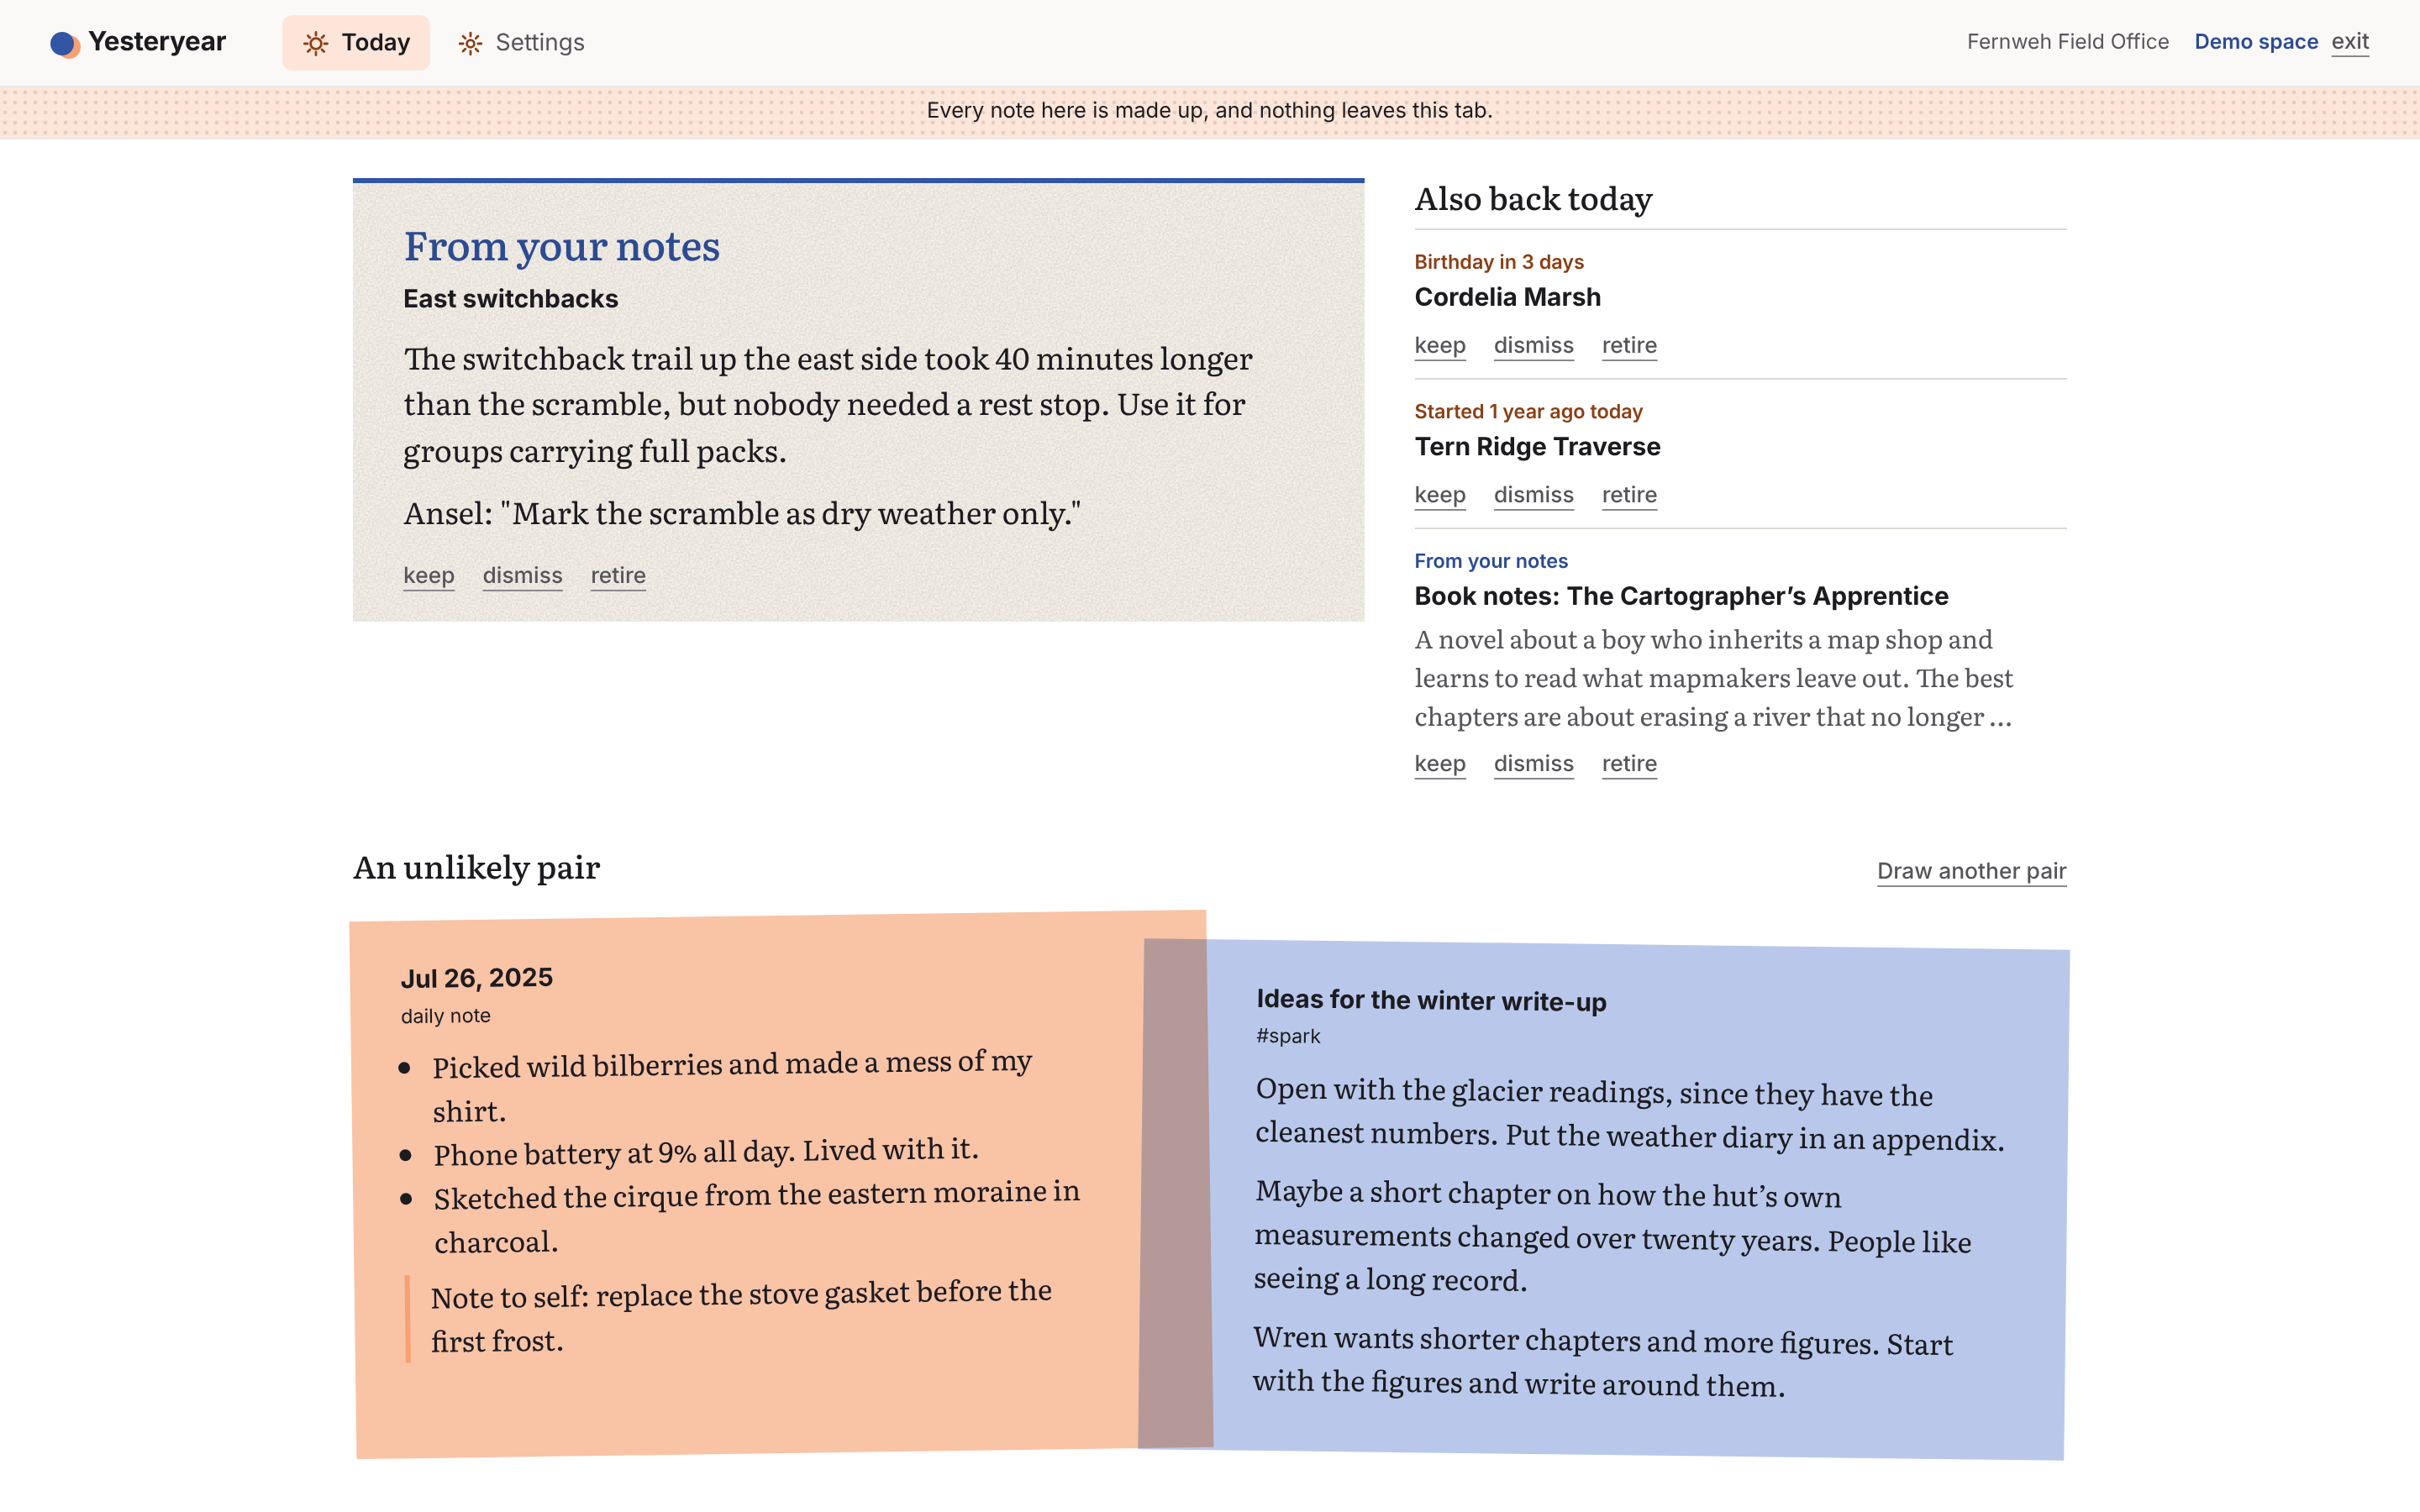 Yesteryear
Today
Settings
Fernweh Field Office
Demo space
exit
Every note here is made up, and nothing leaves this tab.
From your notes
East switchbacks
The switchback trail up the east side took 40 minutes longer
than the scramble, but nobody needed a rest stop. Use it for
groups carrying full packs.
Ansel: "Mark the scramble as dry weather only."
keep dismiss retire
Also back today
Birthday in 3 days
Cordelia Marsh
keep dismiss retire
Started 1 year ago today
Tern Ridge Traverse
keep dismiss retire
From your notes
Book notes: The Cartographer’s Apprentice
A novel about a boy who inherits a map shop and
learns to read what mapmakers leave out. The best
chapters are about erasing a river that no longer …
keep dismiss retire
An unlikely pair
Draw another pair
Jul 26, 2025
daily note
Picked wild bilberries and made a mess of my
shirt.
Phone battery at 9% all day. Lived with it.
Sketched the cirque from the eastern moraine in
charcoal.
Note to self: replace the stove gasket before the
first frost.
Ideas for the winter write-up
#spark
Open with the glacier readings, since they have the
cleanest numbers. Put the weather diary in an appendix.
Maybe a short chapter on how the hut’s own
measurements changed over twenty years. People like
seeing a long record.
Wren wants shorter chapters and more figures. Start
with the figures and write around them.